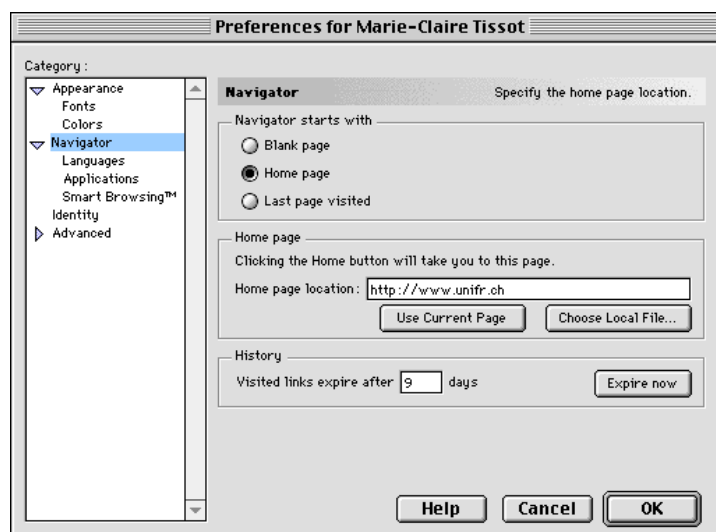 Preferences for Marie-Claire Tissot
Category :
Appearance
Fonts
Colors
Navigator
Languages
Applications
Smart Browsing™
Identity
Advanced
Navigator Specify the home page location.
Navigator starts with
Blank page
Home page
Last page visited
Home page
Clicking the Home button will take you to this page.
Home page location: http://www.unifr.ch
Use Current Page Choose Local File...
History
Visited links expire after 9 days Expire now
Help Cancel OK